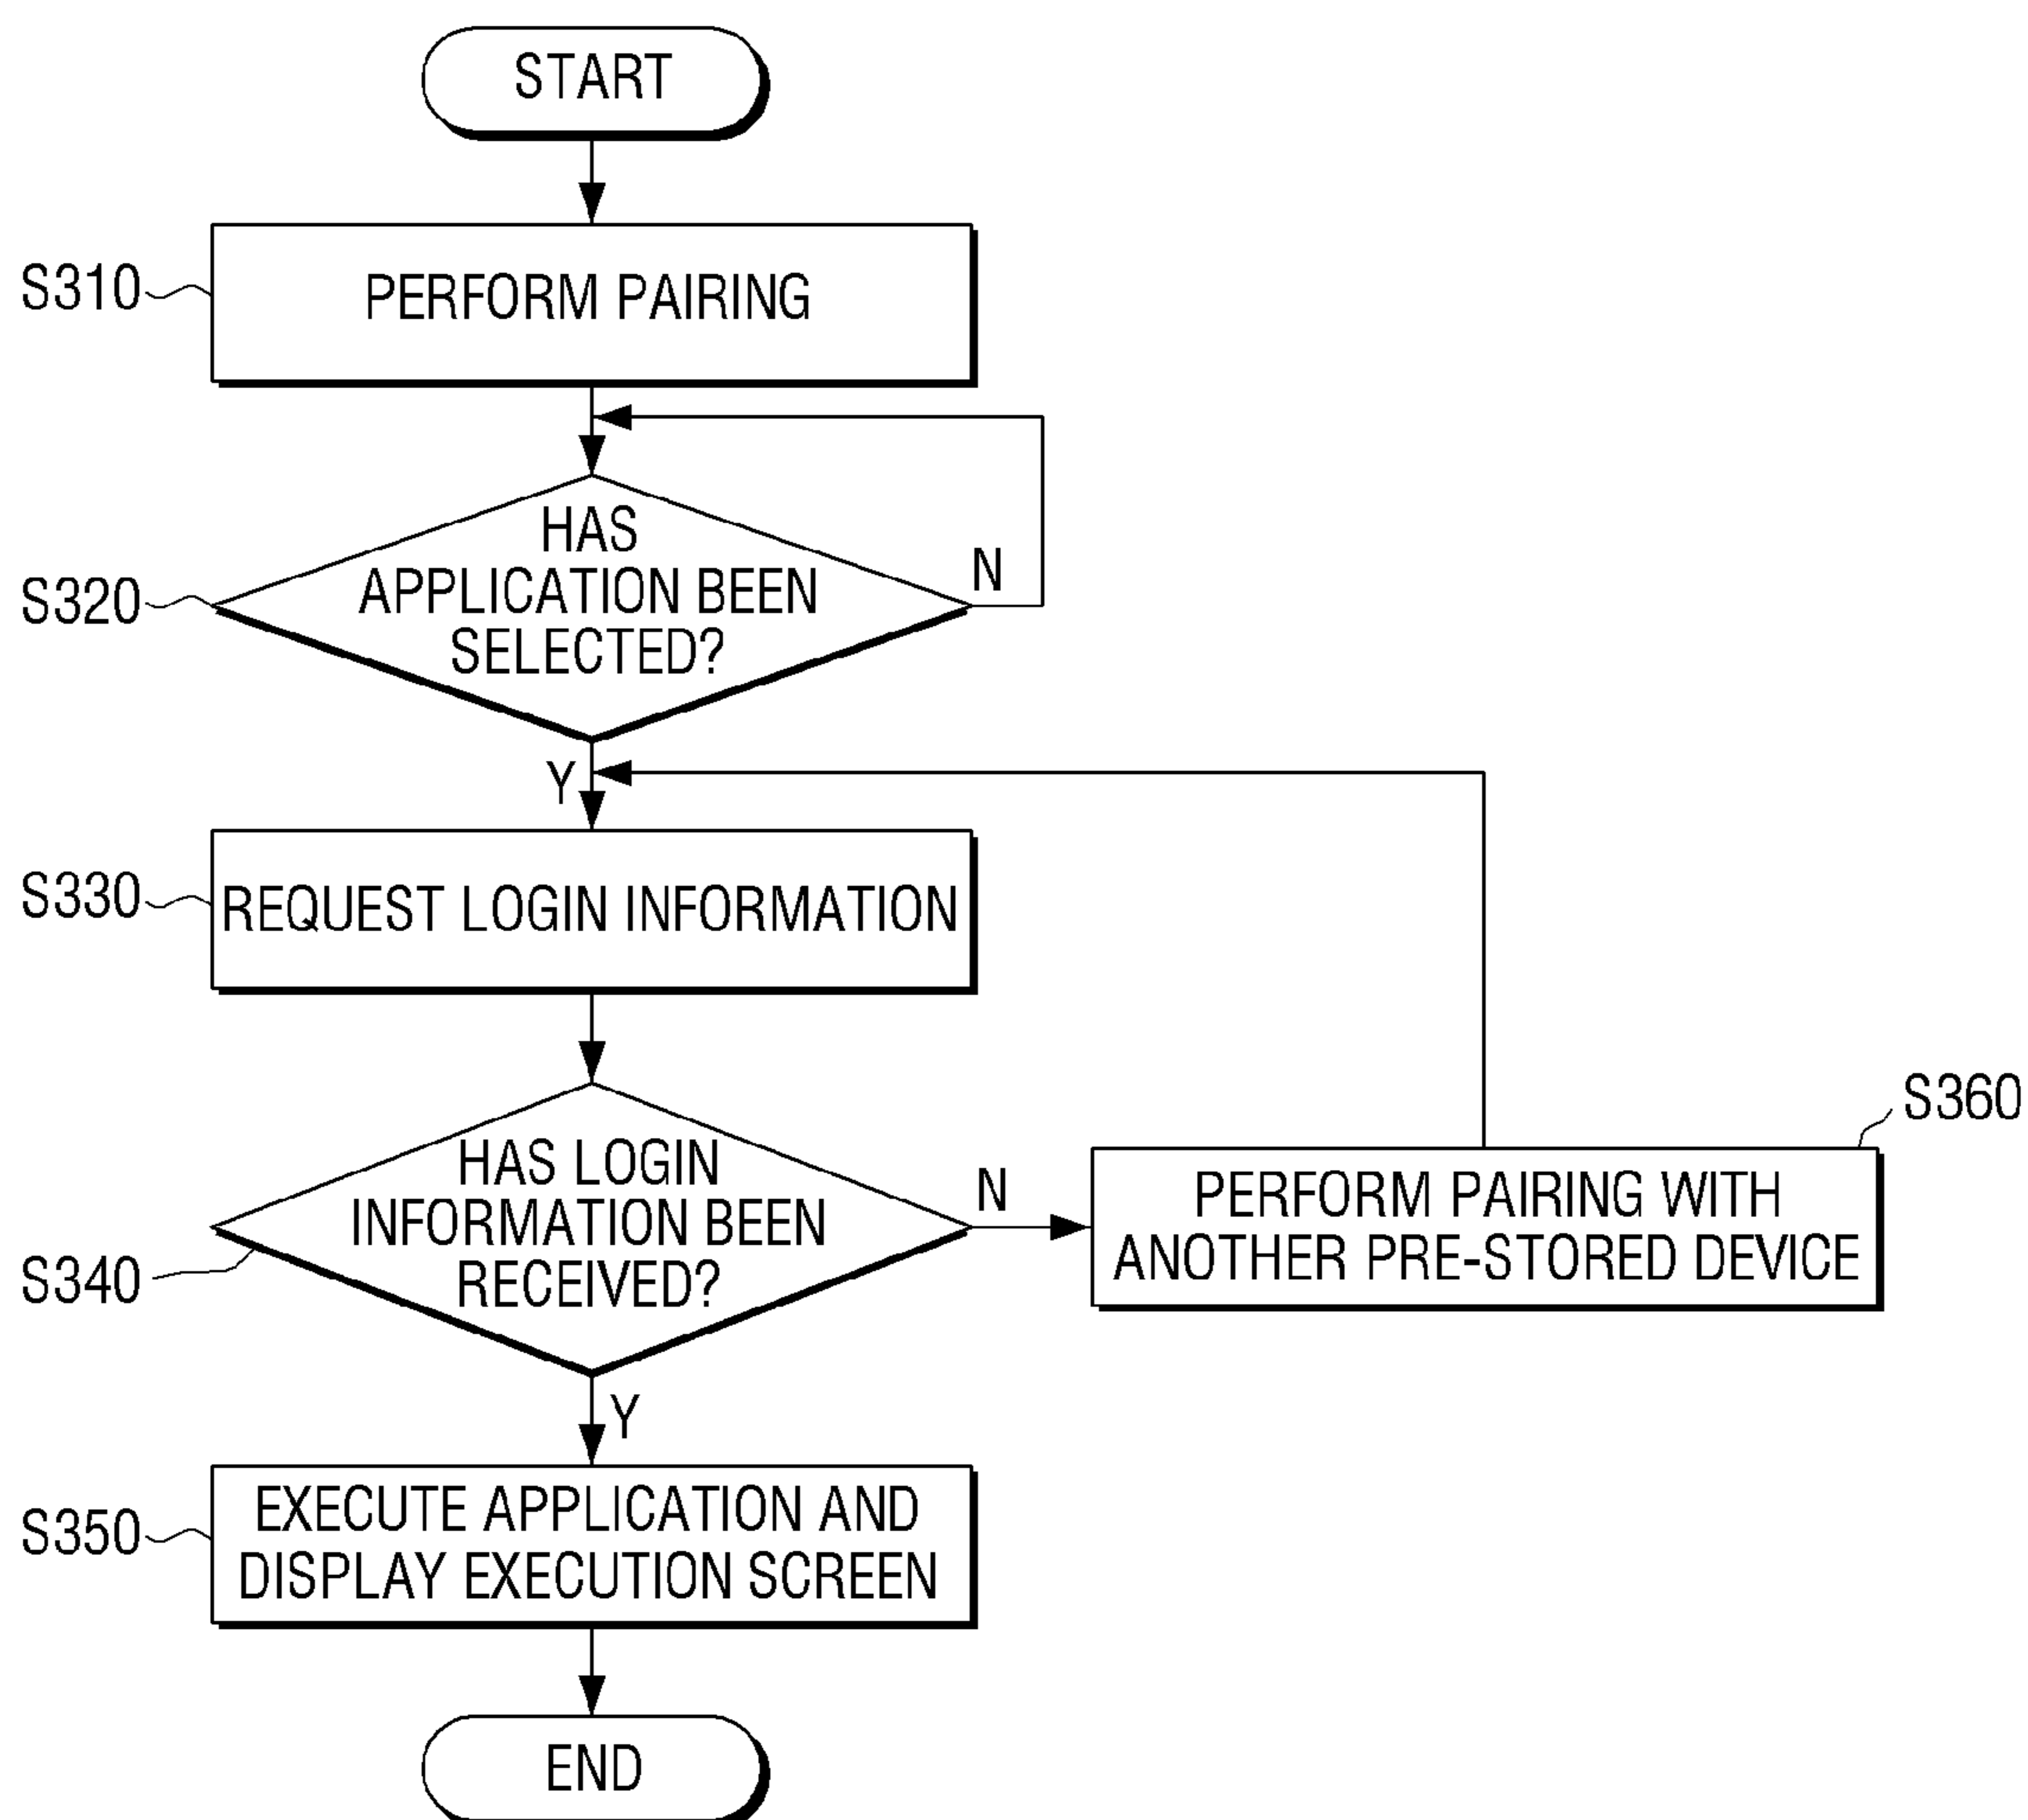 START
S310
PERFORM PAIRING
S320
HAS
APPLICATION BEEN
SELECTED?
N
Y
S330
REQUEST LOGIN INFORMATION
S340
HAS LOGIN
INFORMATION BEEN
RECEIVED?
N
S360
PERFORM PAIRING WITH
ANOTHER PRE-STORED DEVICE
Y
S350
EXECUTE APPLICATION AND
DISPLAY EXECUTION SCREEN
END